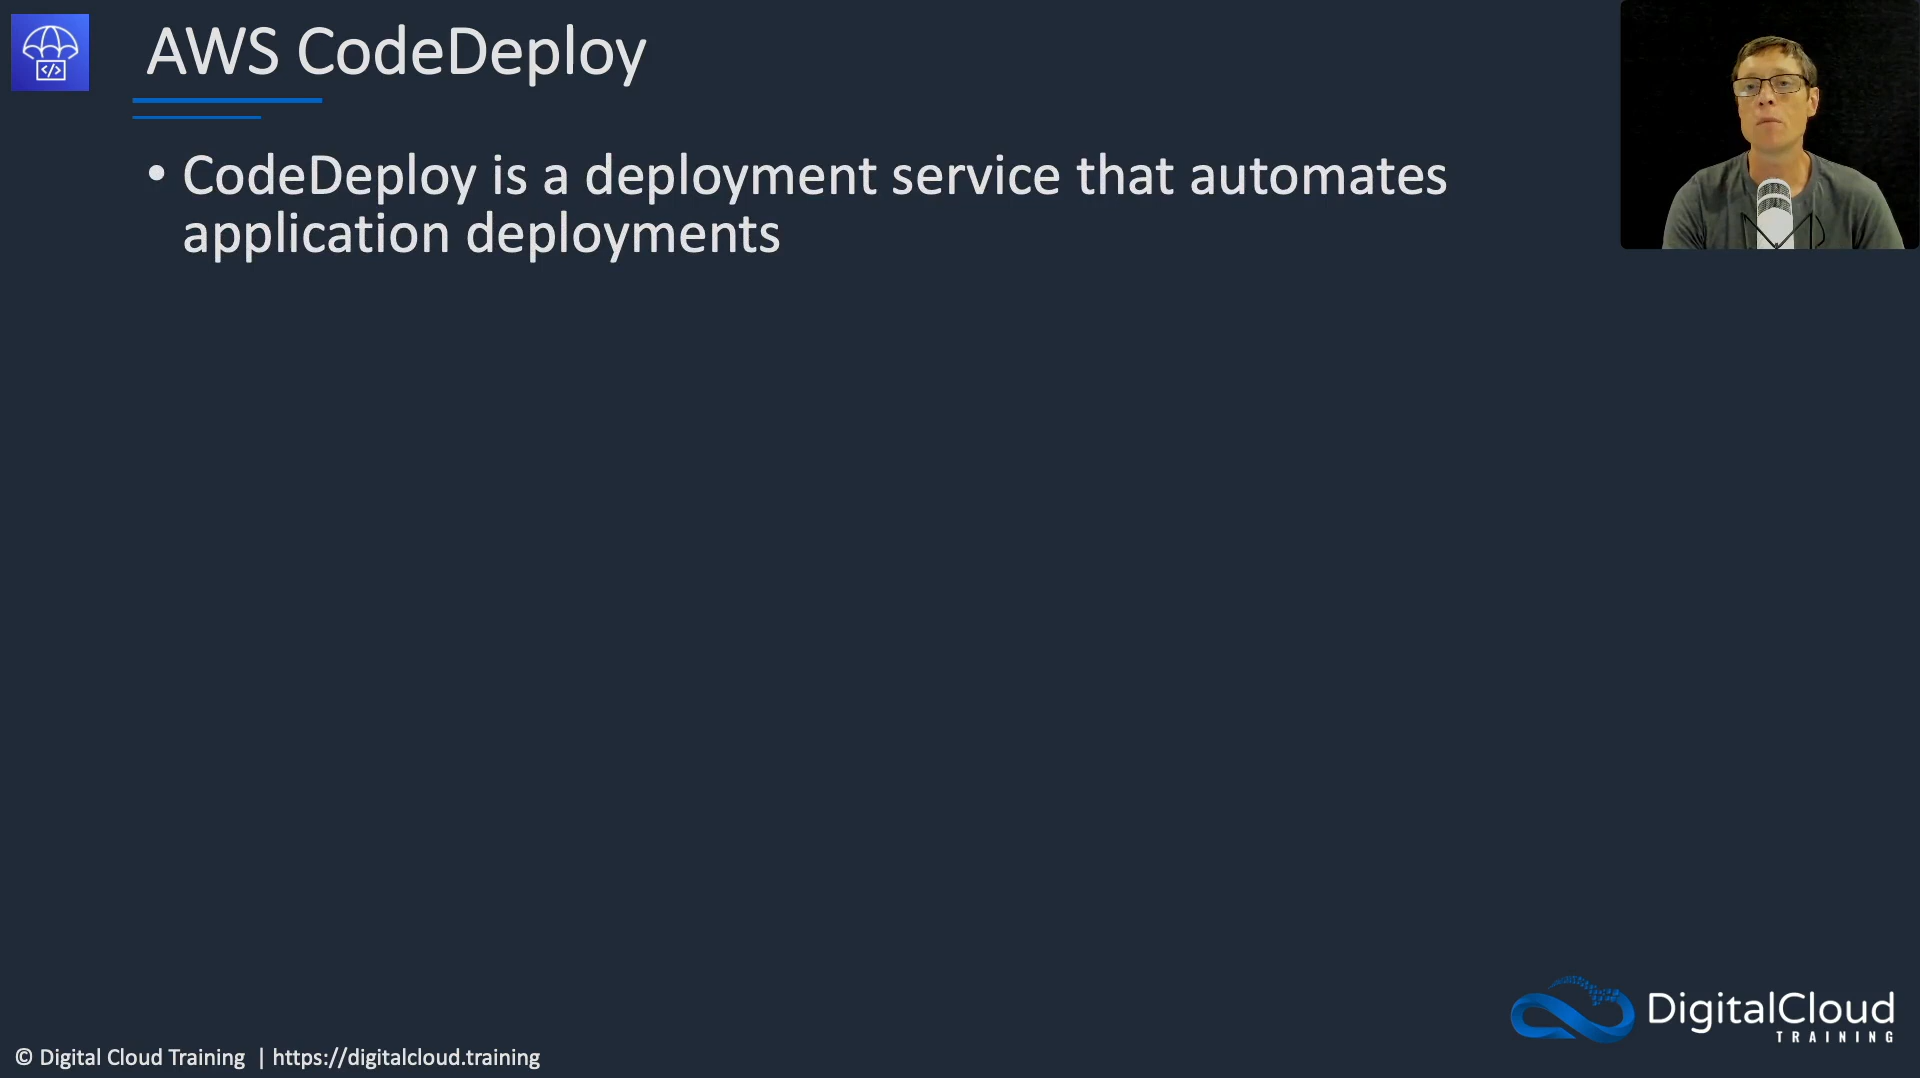 AWS CodeDeploy
• CodeDeploy is a deployment service that automates
application deployments
</>
DigitalCloud
TRAINING
© Digital Cloud Training | https://digitalcloud.training